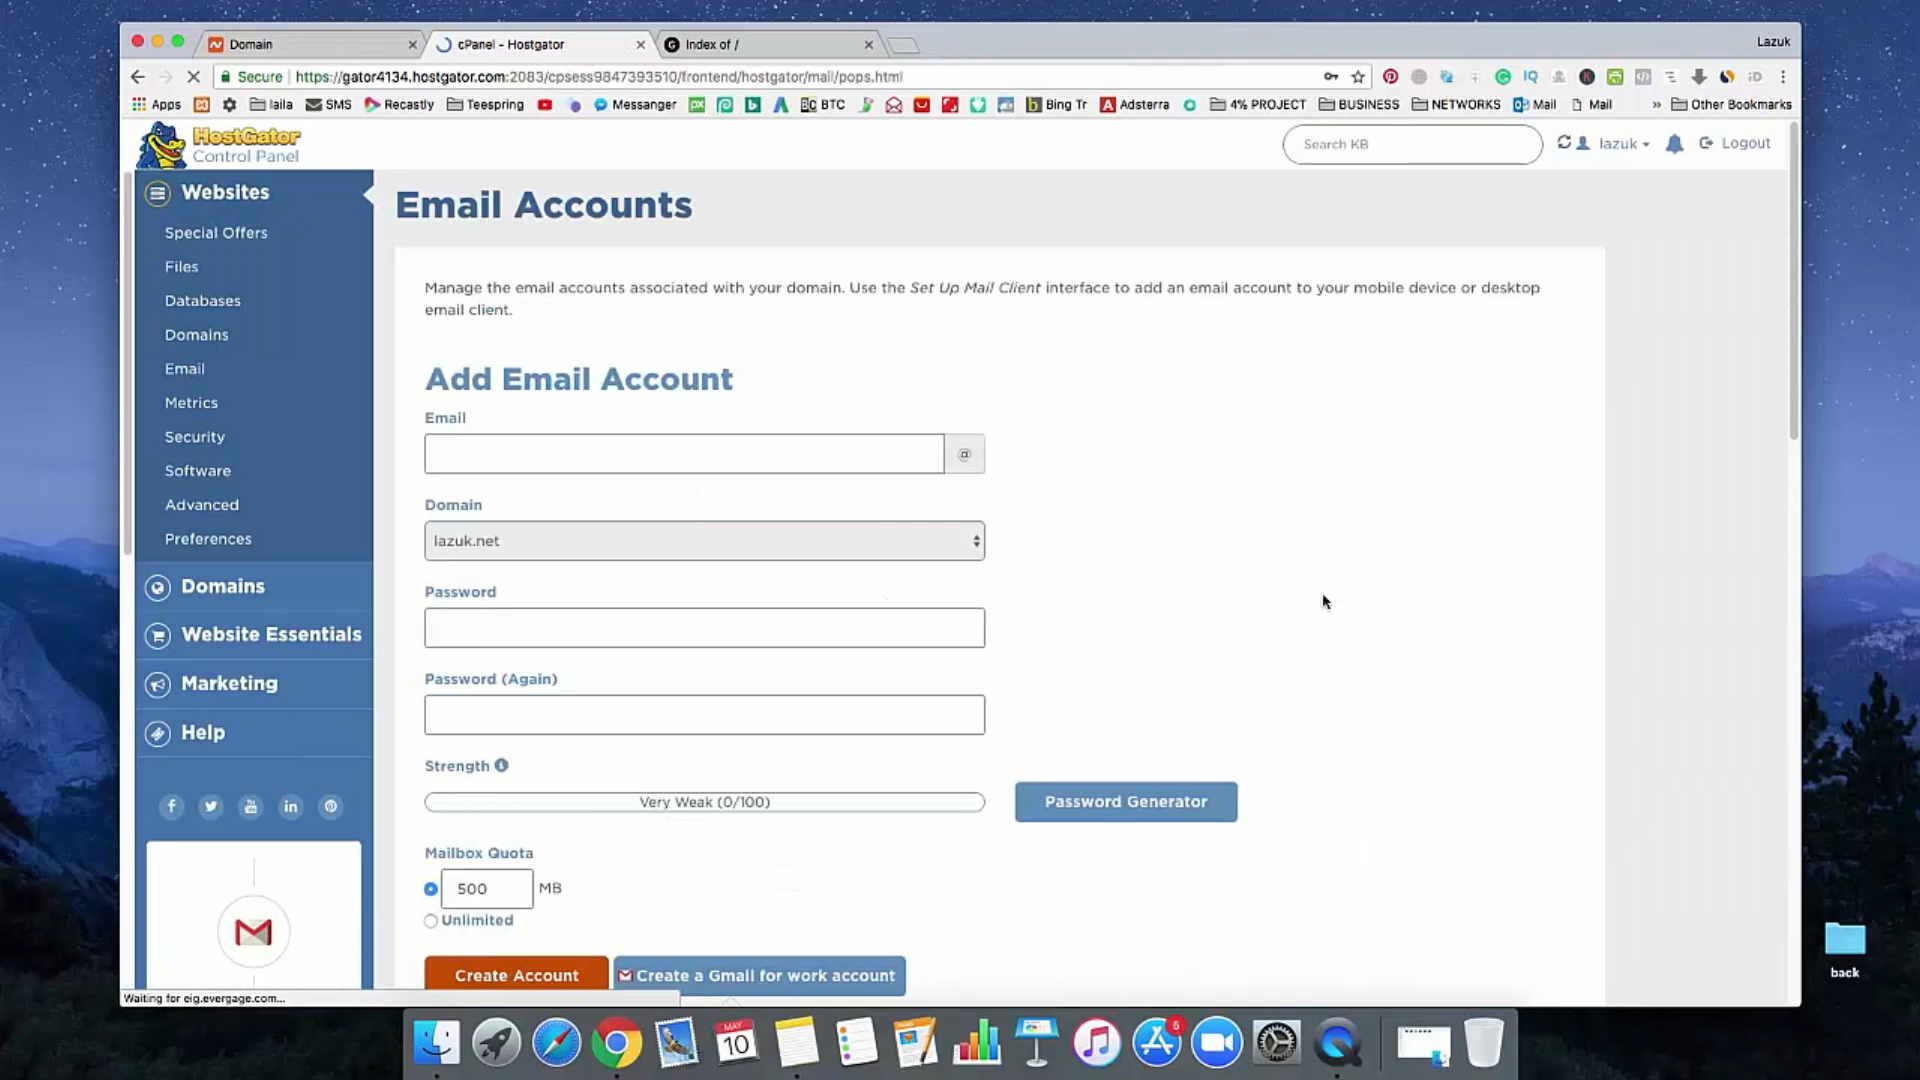 Domain
cPanel - Hostgator
Index of /
Lazuk
Secure | https://gator4134.hostgator.com:2083/cpsess9847393510/frontend/hostgator/mail/pops.html
IQ
iD
Apps
laila
SMS
Recastly
Teespring
Messanger
BTC
Bing Tr
Adsterra
4% PROJECT
BUSINESS
NETWORKS
Mail
Mail
» Other Bookmarks
HostGator
Control Panel
Search KB
lazuk
Logout
Websites
Special Offers
Files
Databases
Domains
Email
Metrics
Security
Software
Advanced
Preferences
Domains
Website Essentials
Marketing
Help
Email Accounts
Manage the email accounts associated with your domain. Use the Set Up Mail Client interface to add an email account to your mobile device or desktop
email client.
Add Email Account
Email
@
Domain
lazuk.net
Password
Password (Again)
Strength
Very Weak (0/100)
Password Generator
Mailbox Quota
500 MB
Unlimited
Create Account
Create a Gmail for work account
Waiting for eig.evergage.com...
back
MAY
10
5